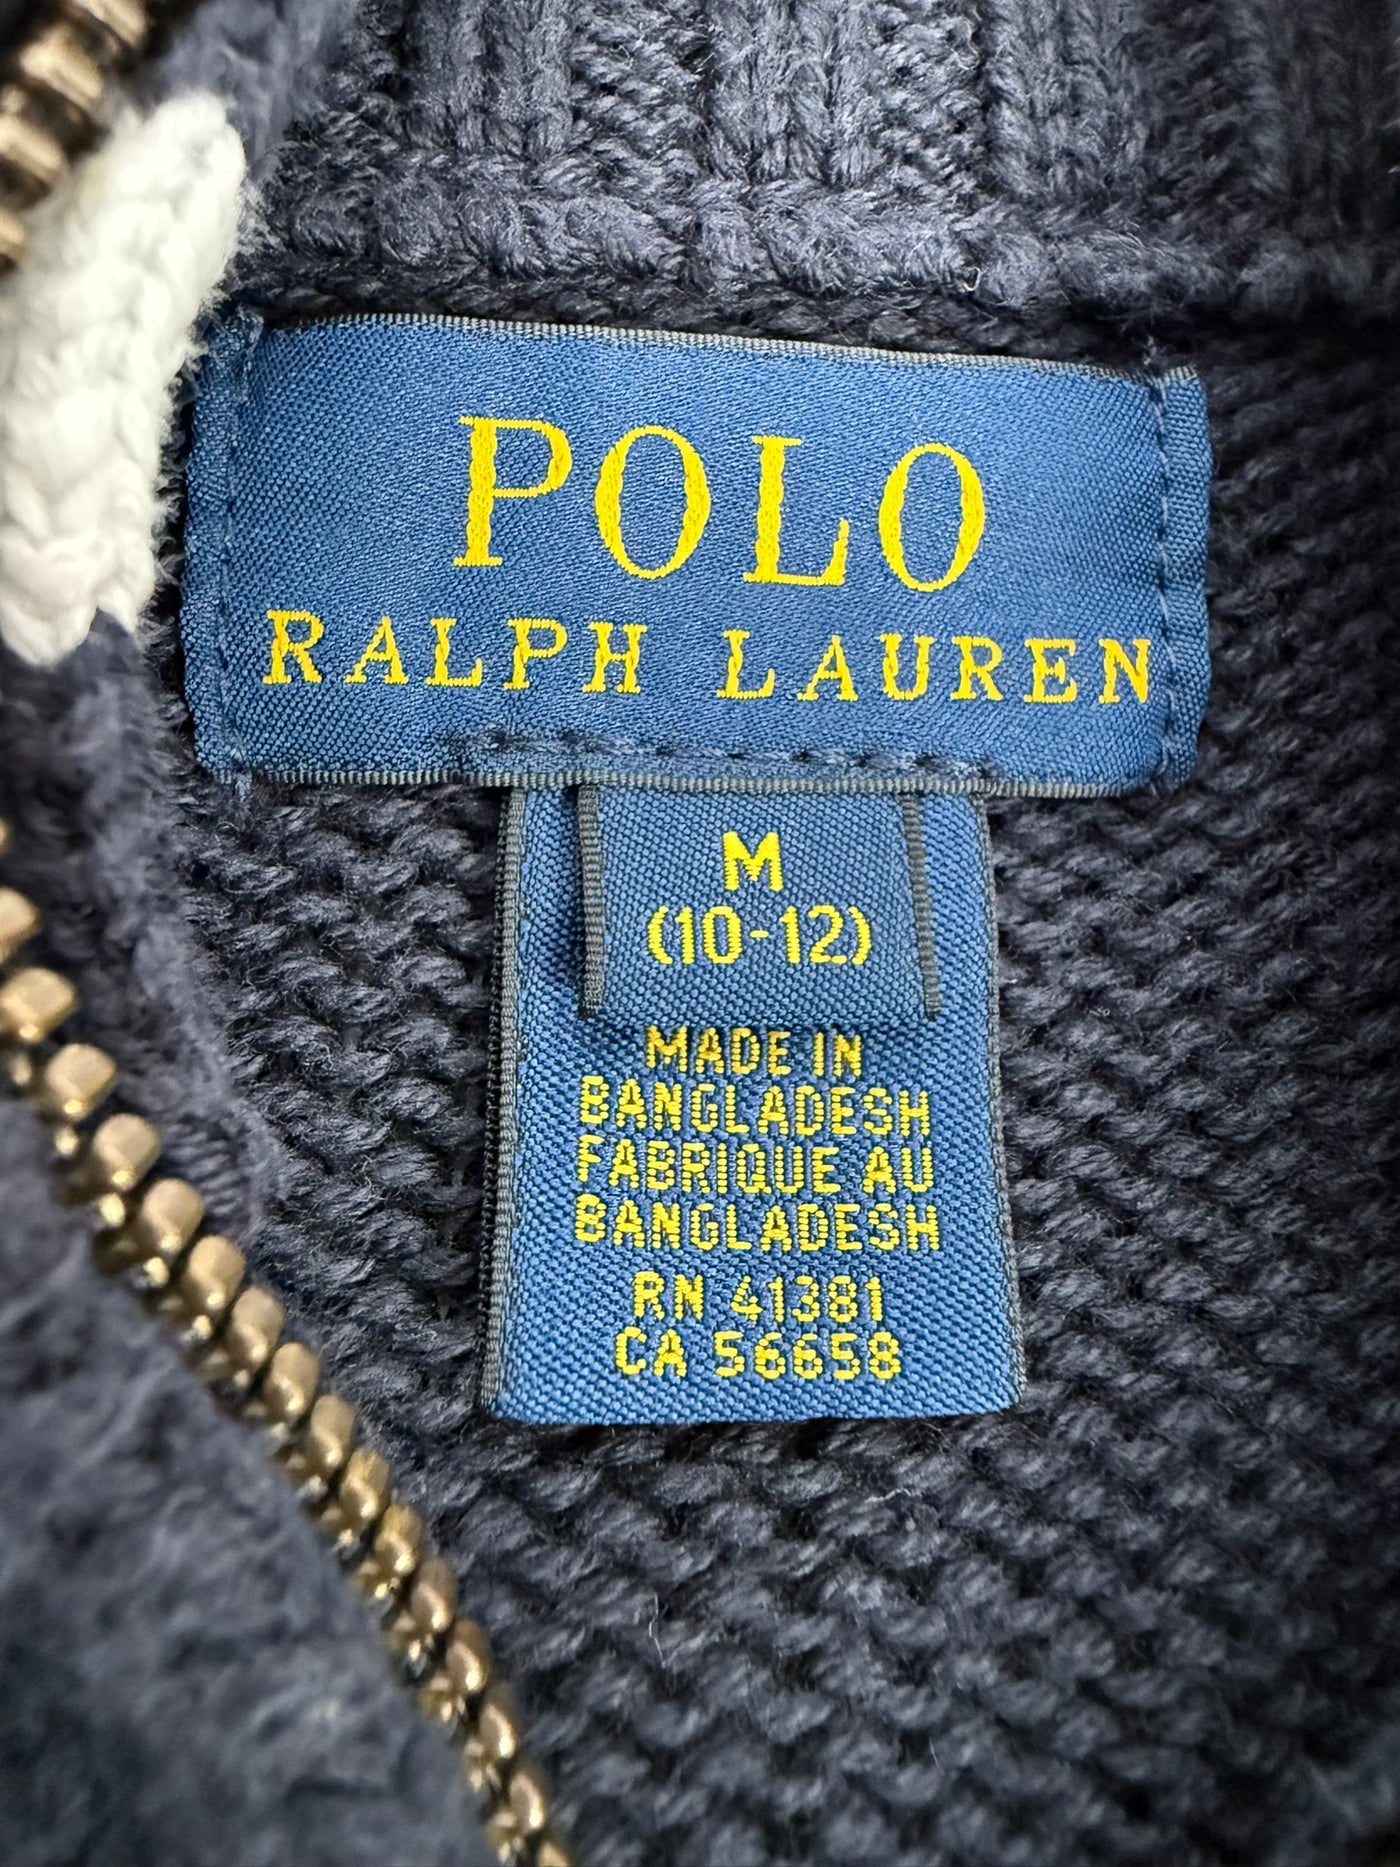 POLO
RALPH LAUREN
M
(10-12)
MADE IN
BANGLADESH
FABRIQUE AU
BANGLADESH
RN 41381
CA 56658